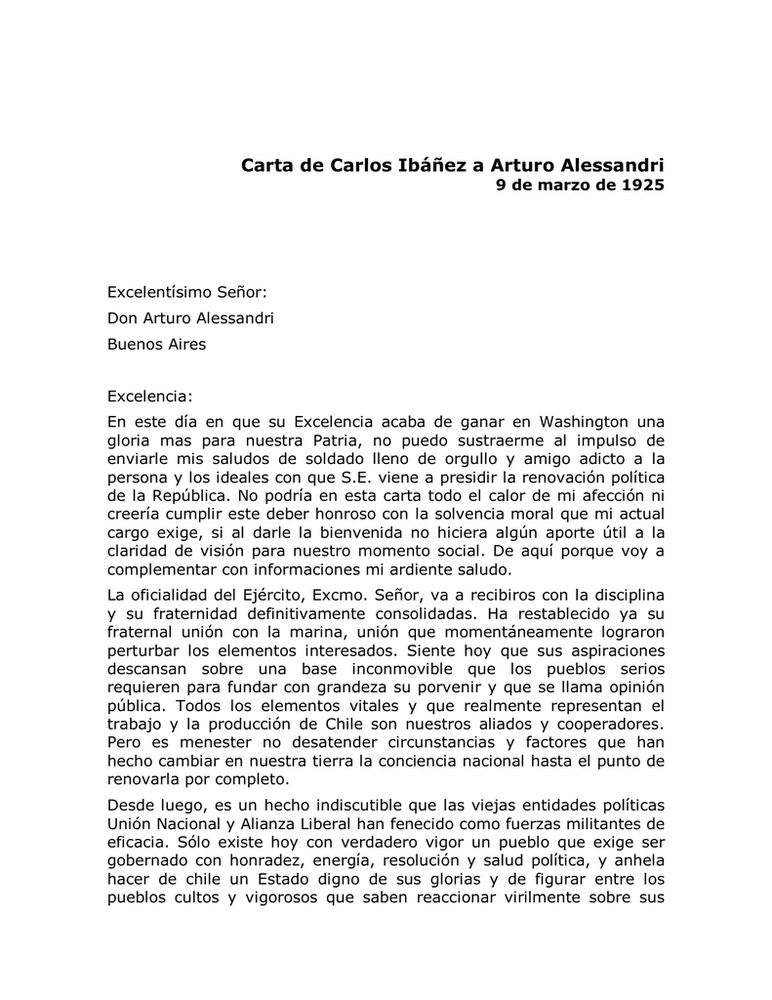 Carta de Carlos Ibáñez a Arturo Alessandri
9 de marzo de 1925
Excelentísimo Señor:
Don Arturo Alessandri
Buenos Aires
Excelencia:
En este día en que su Excelencia acaba de ganar en Washington una
gloria mas para nuestra Patria, no puedo sustraerme al impulso de
enviarle mis saludos de soldado lleno de orgullo y amigo adicto a la
persona y los ideales con que S.E. viene a presidir la renovación política
de la República. No podría en esta carta todo el calor de mi afección ni
creería cumplir este deber honroso con la solvencia moral que mi actual
cargo exige, si al darle la bienvenida no hiciera algún aporte útil a la
claridad de visión para nuestro momento social. De aquí porque voy a
complementar con informaciones mi ardiente saludo.
La oficialidad del Ejército, Excmo. Señor, va a recibiros con la disciplina
y su fraternidad definitivamente consolidadas. Ha restablecido ya su
fraternal unión con la marina, unión que momentáneamente lograron
perturbar los elementos interesados. Siente hoy que sus aspiraciones
descansan sobre una base inconmovible que los pueblos serios
requieren para fundar con grandeza su porvenir y que se llama opinión
pública. Todos los elementos vitales y que realmente representan el
trabajo y la producción de Chile son nuestros aliados y cooperadores.
Pero es menester no desatender circunstancias y factores que han
hecho cambiar en nuestra tierra la conciencia nacional hasta el punto de
renovarla por completo.
Desde luego, es un hecho indiscutible que las viejas entidades políticas
Unión Nacional y Alianza Liberal han fenecido como fuerzas militantes de
eficacia. Sólo existe hoy con verdadero vigor un pueblo que exige ser
gobernado con honradez, energía, resolución y salud política, y anhela
hacer de chile un Estado digno de sus glorias y de figurar entre los
pueblos cultos y vigorosos que saben reaccionar virilmente sobre sus